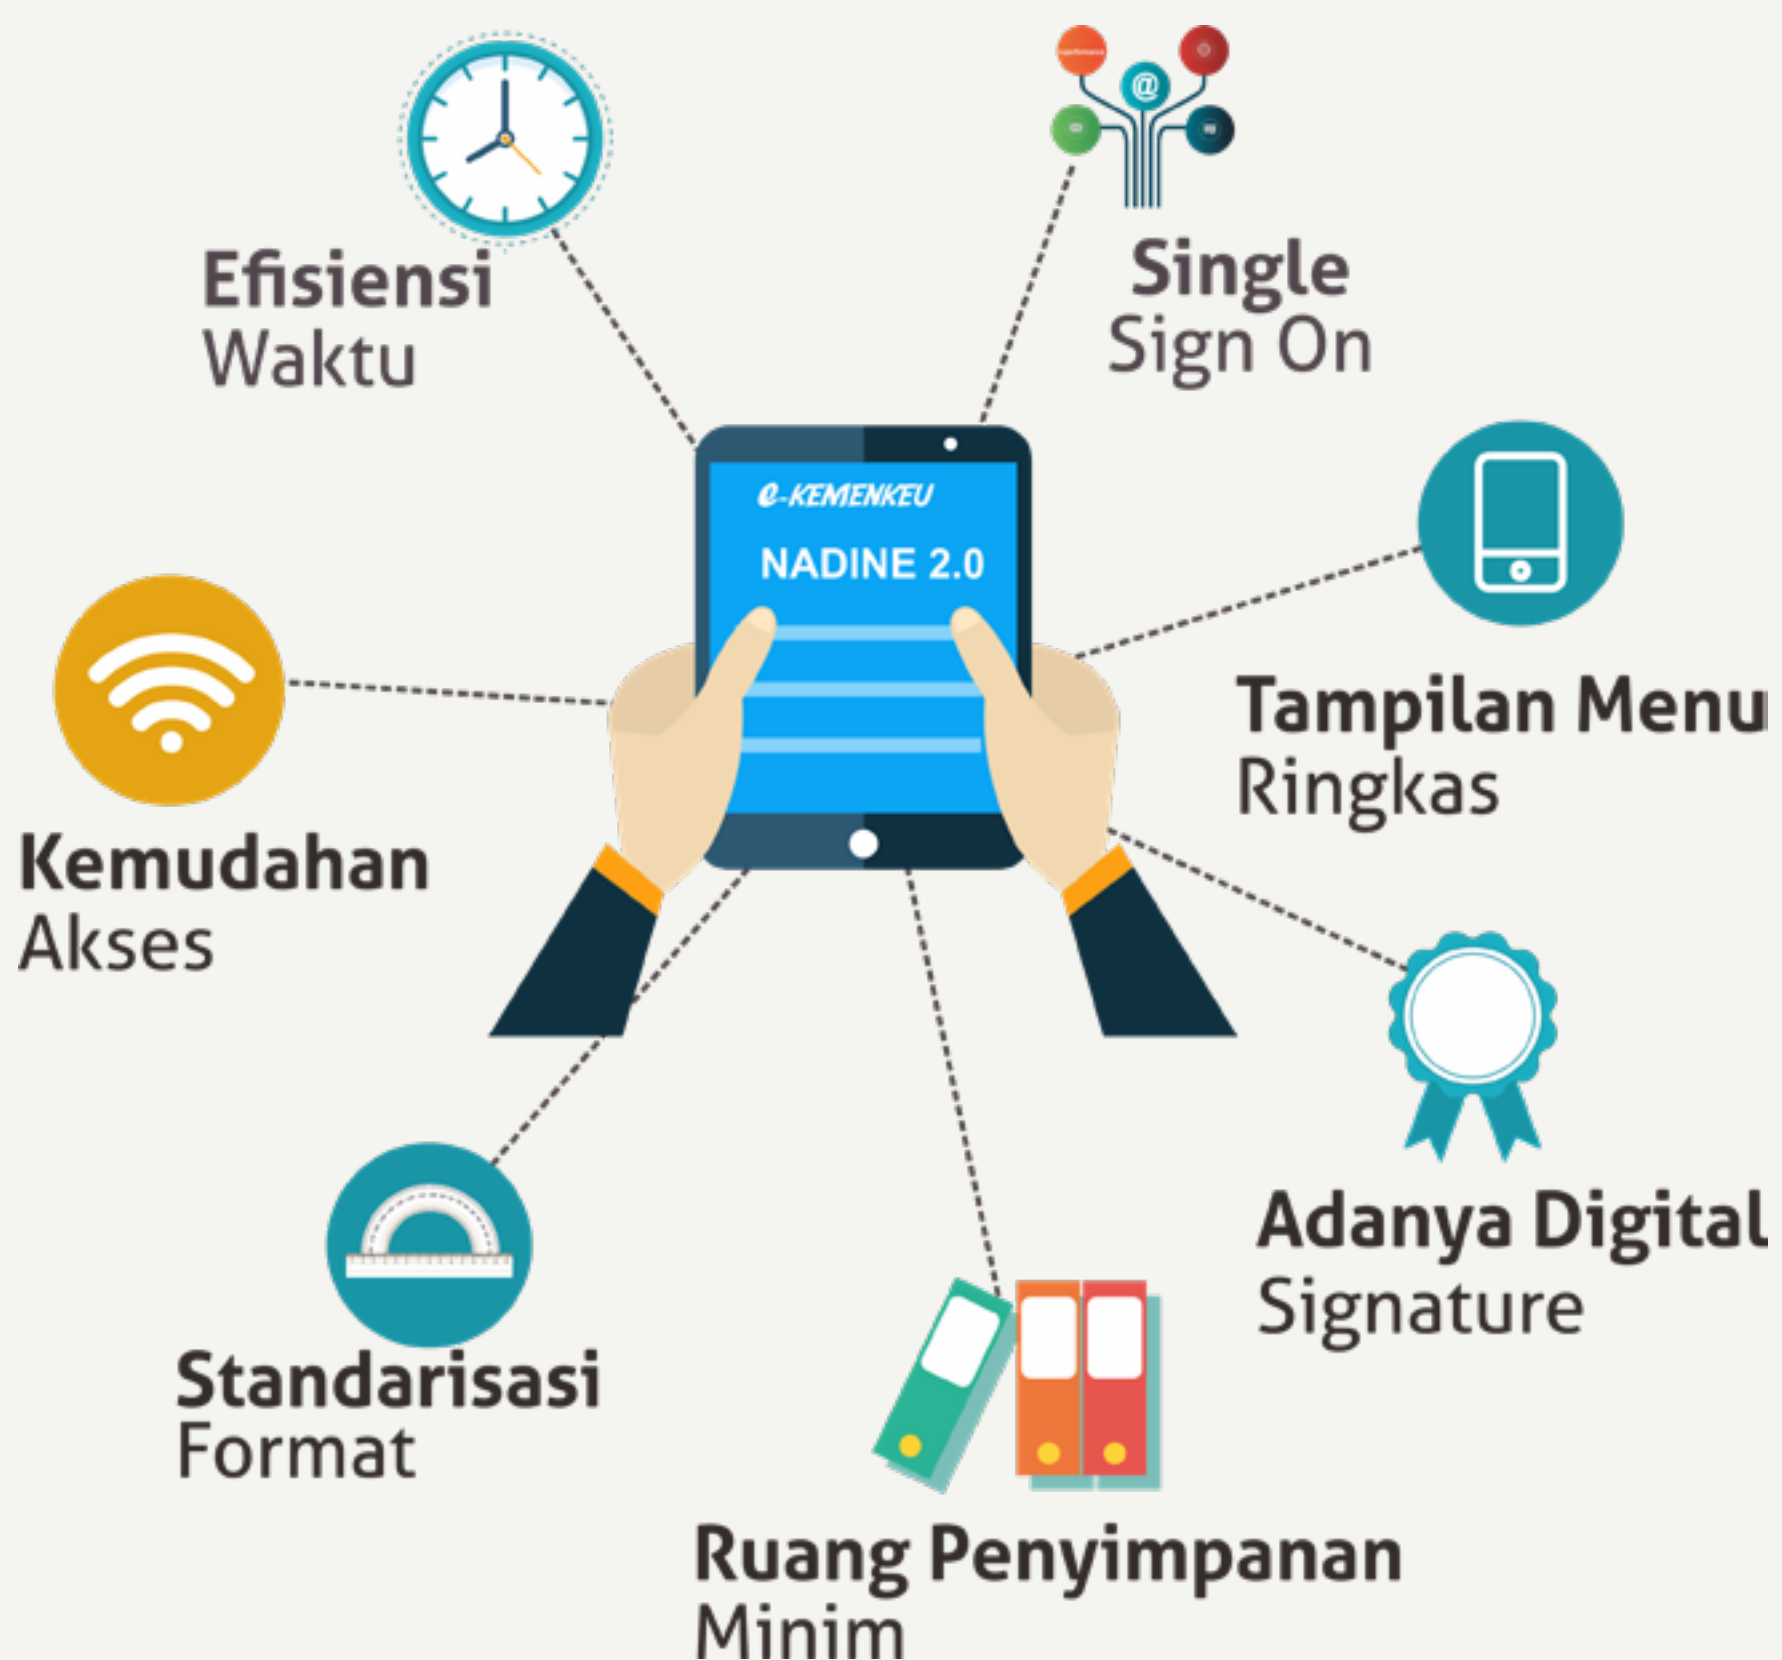 Efisiensi
Waktu
@
Single
Sign On
e-KEMENKEU
NADINE 2.0
Tampilan Menu
Ringkas
Kemudahan
Akses
Adanya Digital
Signature
Standarisasi
Format
Ruang Penyimpanan
Minim